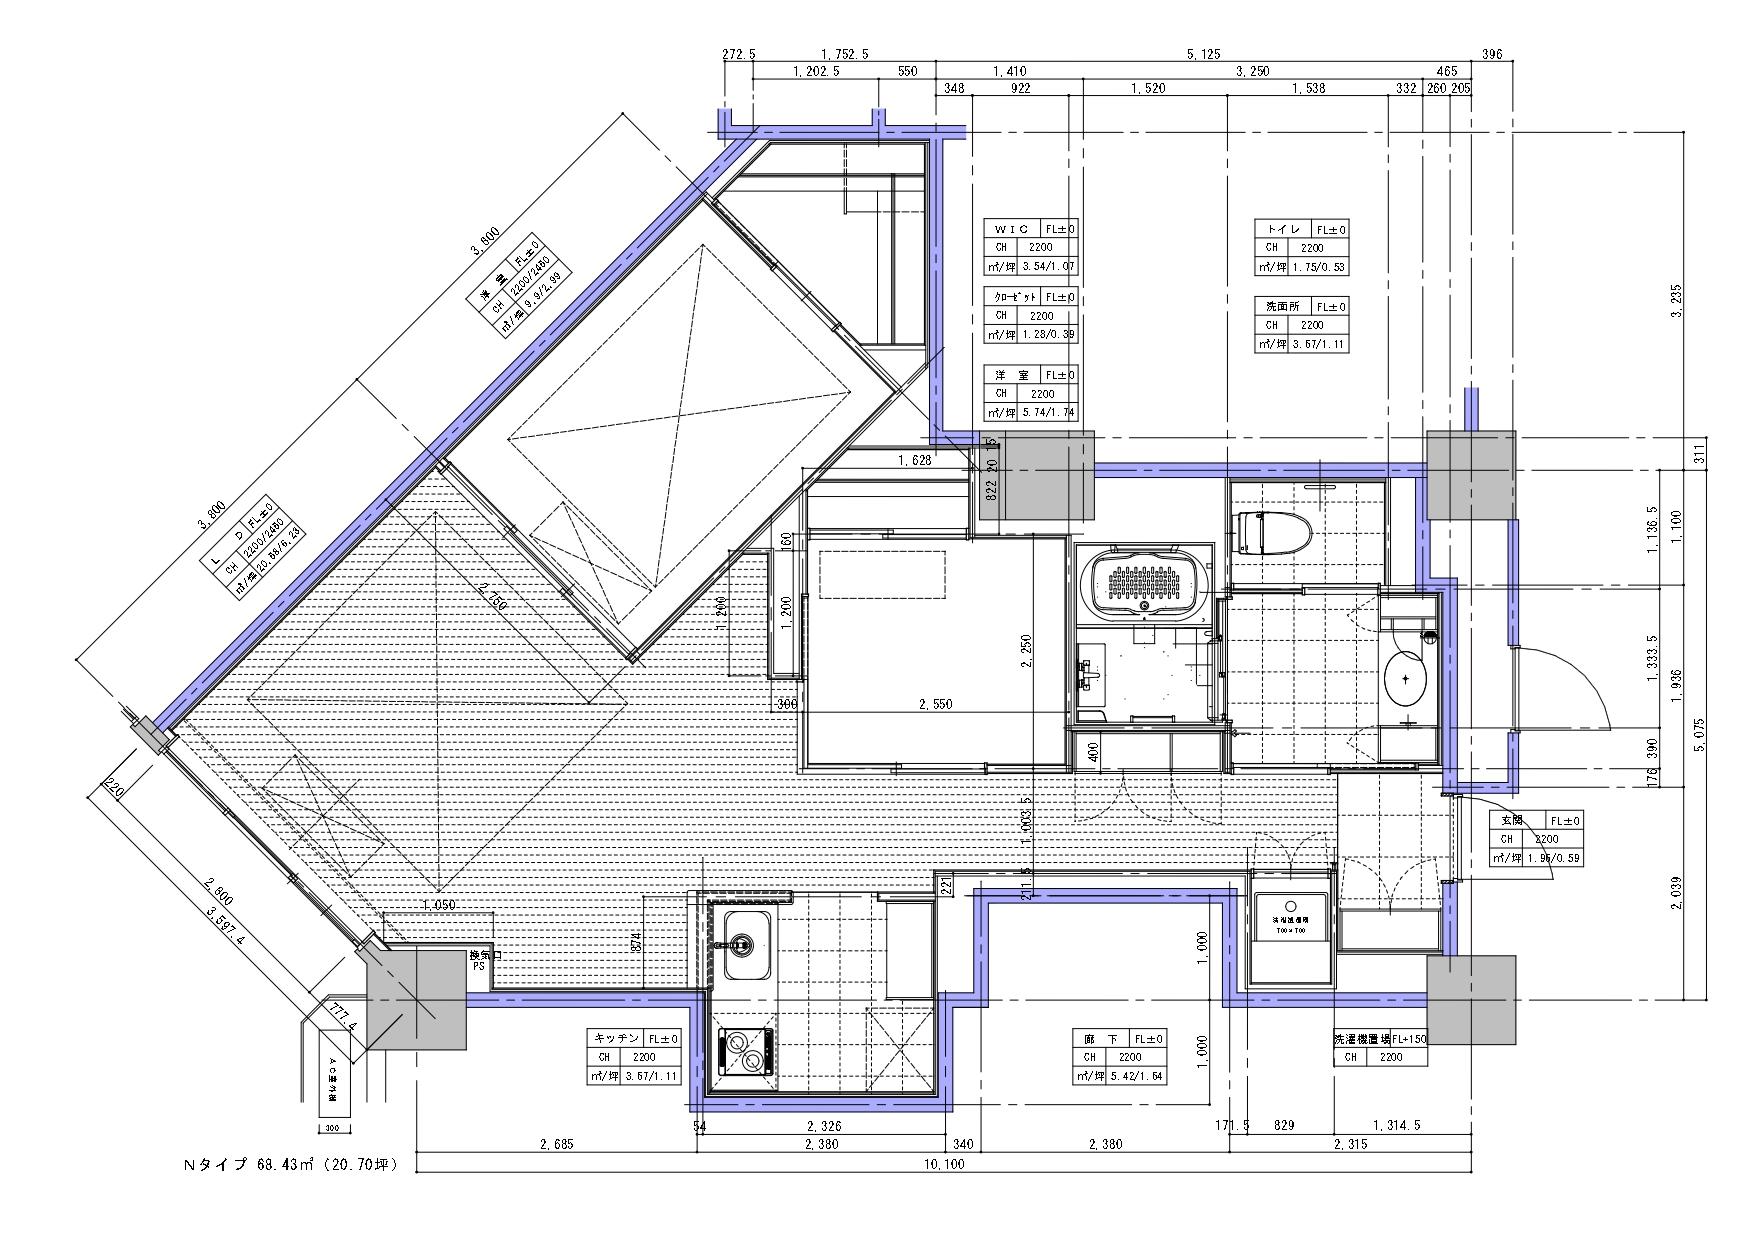 272.5 1,752.5 5,125 396
1,202.5 550 1,410 3,250 465
348 922 1,520 1,538 332 260 205
3,600
洋 室 FL±0
CH 2200/2450
㎡/坪 9.9/2.99
WIC FL±0
CH 2200
㎡/坪 3.54/1.07
ｸﾛｰｾﾞｯﾄ FL±0
CH 2200
㎡/坪 1.28/0.39
洋 室 FL±0
CH 2200
㎡/坪 5.74/1.74
トイレ FL±0
CH 2200
㎡/坪 1.75/0.53
洗面所 FL±0
CH 2200
㎡/坪 3.67/1.11
3,235
311
3,800
L D FL±0
CH 2200/2450
㎡/坪 20.58/6.23
1,628
822 20 15
160
1,200
1,200
2,750
2,250
300
2,550
400
1,003.5
211.5
221
1,136.5
1,100
1,333.5
1,936
390
176
5,075
2,039
玄関 FL±0
CH 2200
㎡/坪 1.96/0.59
220
2,800
3,597.4
777.4
1,050
換気口
PS
874
洗濯機置場
700×700
1,000
1,000
AC室外機
300
キッチン FL±0
CH 2200
㎡/坪 3.67/1.11
廊 下 FL±0
CH 2200
㎡/坪 5.42/1.64
洗濯機置場 FL+150
CH 2200
54 2,326 171.5 829 1,314.5
2,685 2,380 340 2,380 2,315
10,100
Nタイプ 68.43㎡（20.70坪）